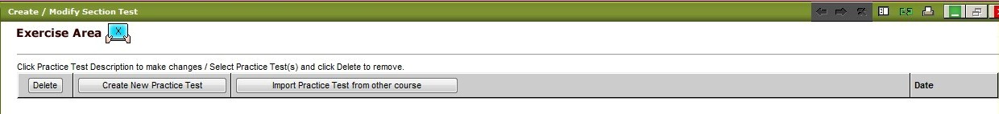 Create / Modify Section Test
Exercise Area X
Click Practice Test Description to make changes / Select Practice Test(s) and click Delete to remove.
Delete Create New Practice Test Import Practice Test from other course Date